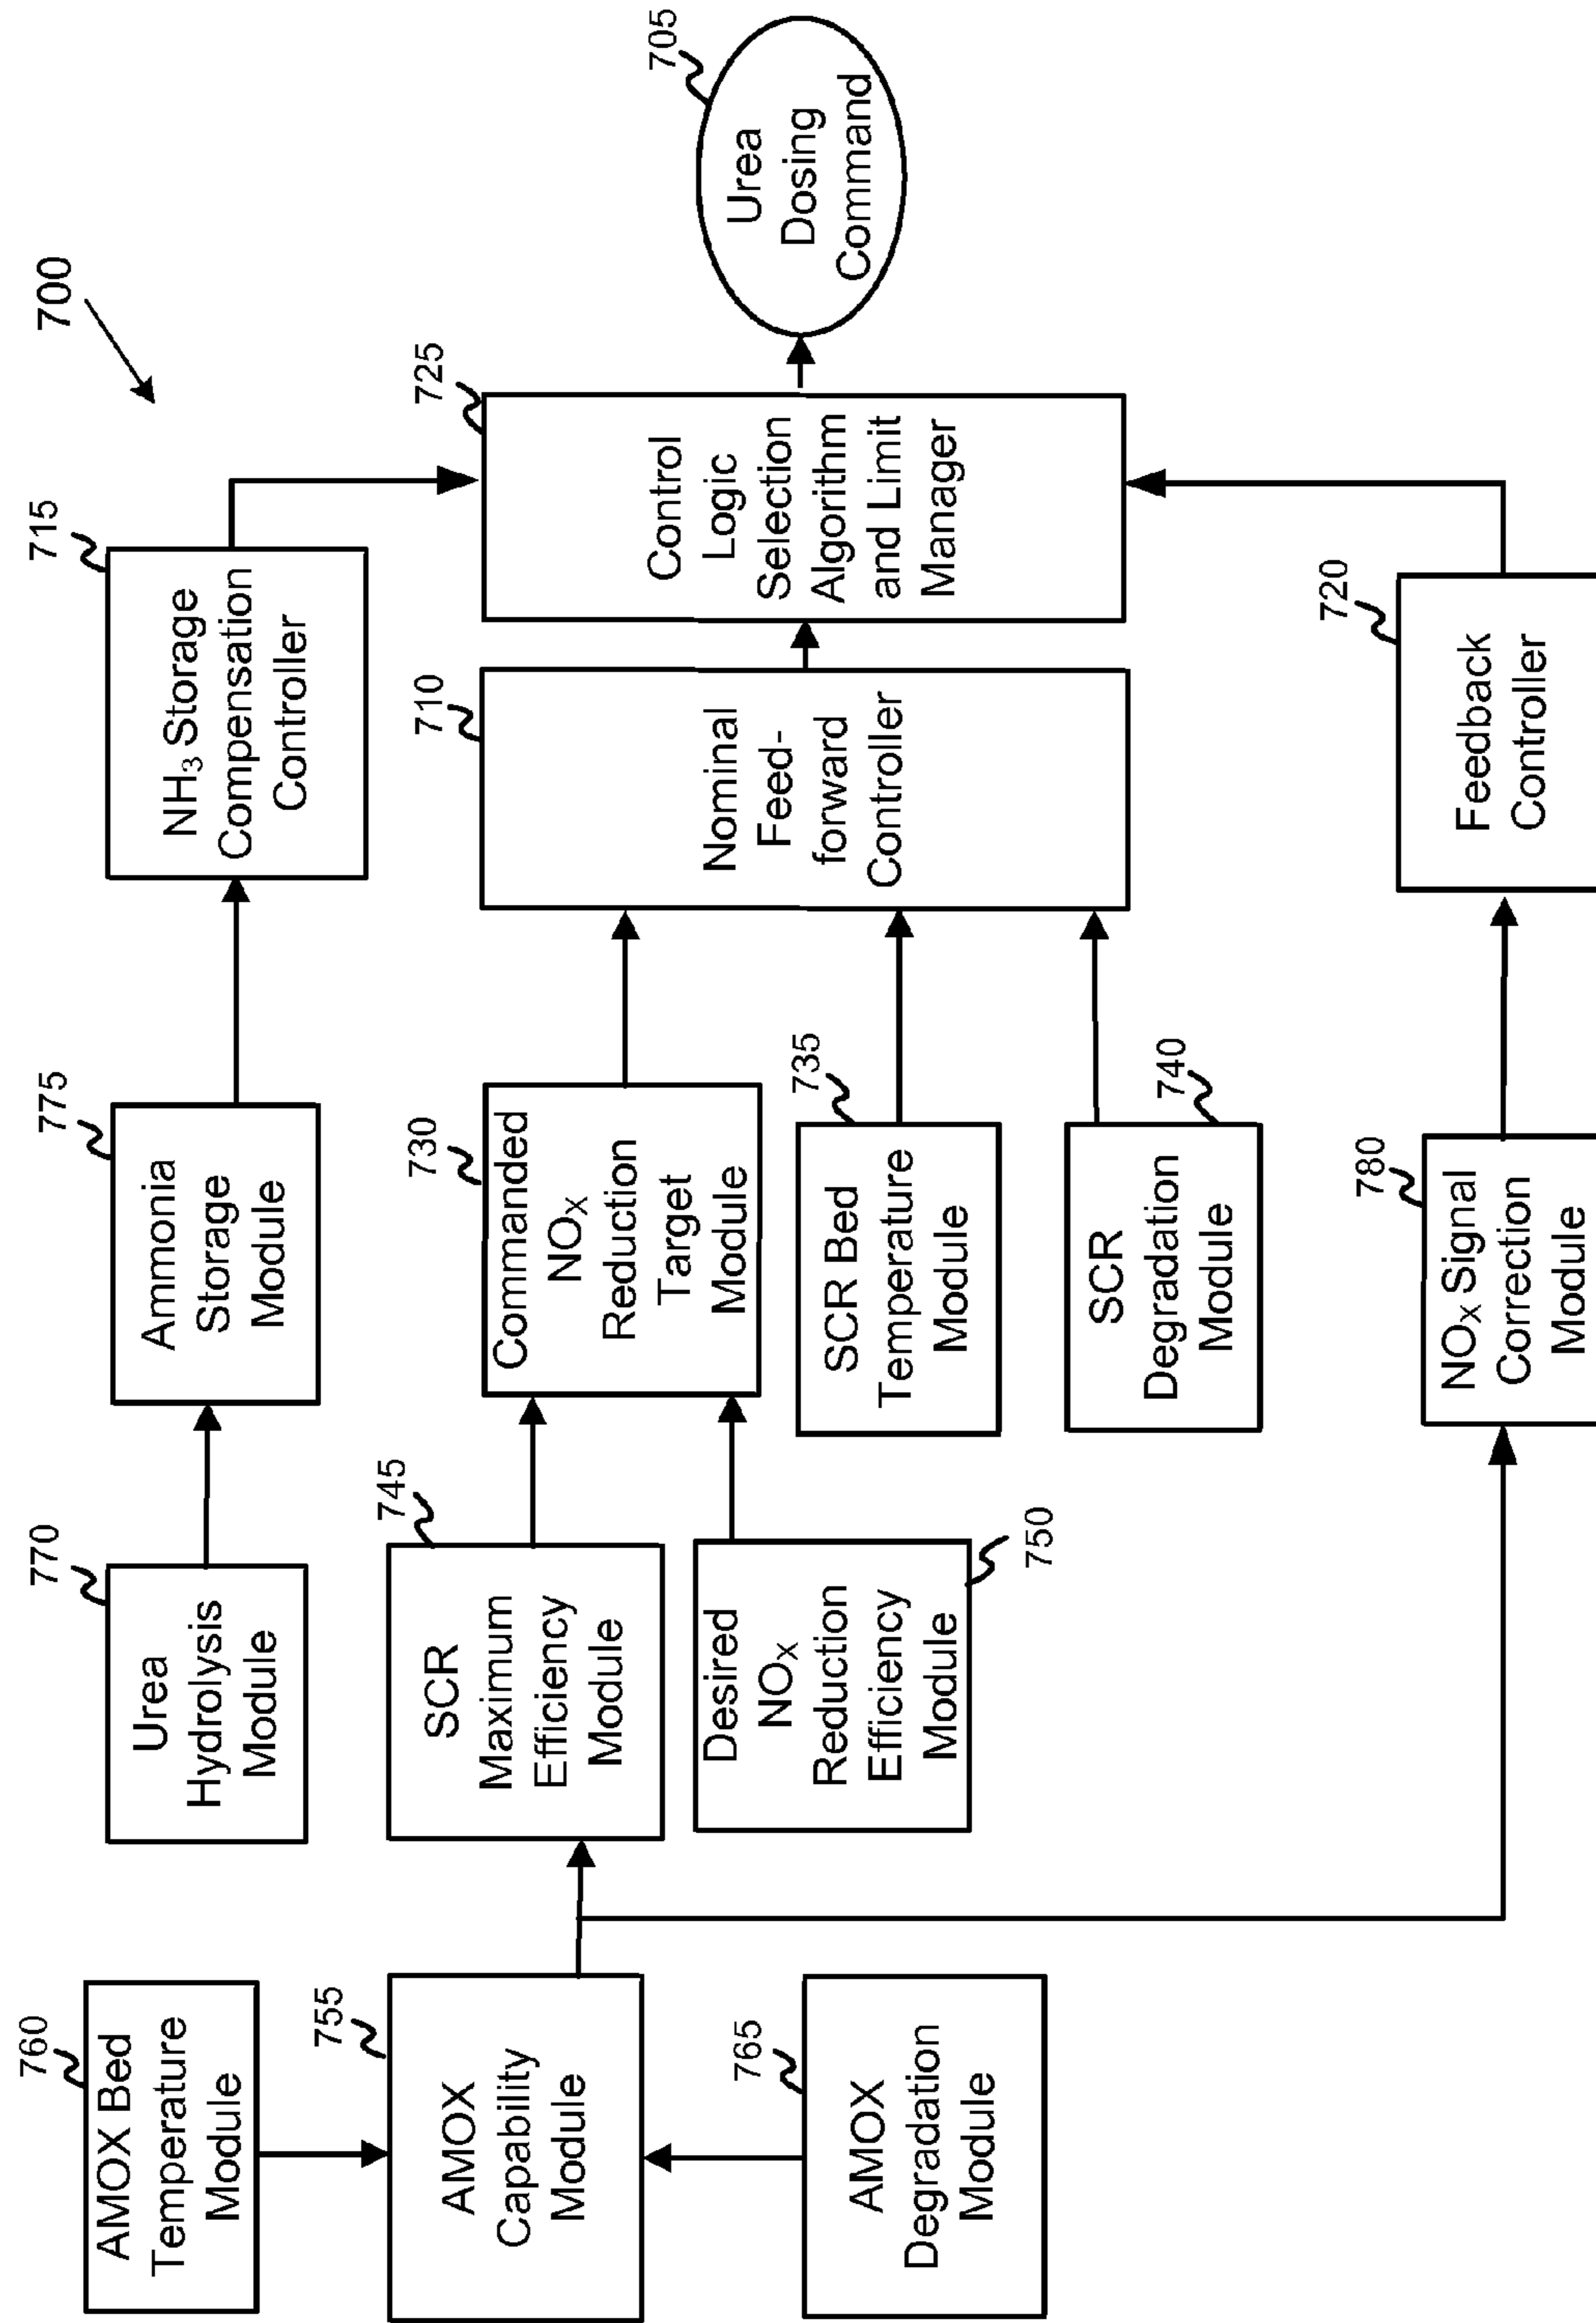 700
760
AMOX Bed
Temperature
Module
755
AMOX
Capability
Module
765
AMOX
Degradation
Module
770
Urea
Hydrolysis
Module
745
SCR
Maximum
Efficiency
Module
Desired
NOX
Reduction
Efficiency
Module
750
775
Ammonia
Storage
Module
730
Commanded
NOX
Reduction
Target
Module
735
SCR Bed
Temperature
Module
SCR
Degradation
Module
740
780
NOX Signal
Correction
Module
715
NH3 Storage
Compensation
Controller
710
Nominal
Feed-
forward
Controller
720
Feedback
Controller
725
Control
Logic
Selection
Algorithm
and Limit
Manager
705
Urea
Dosing
Command